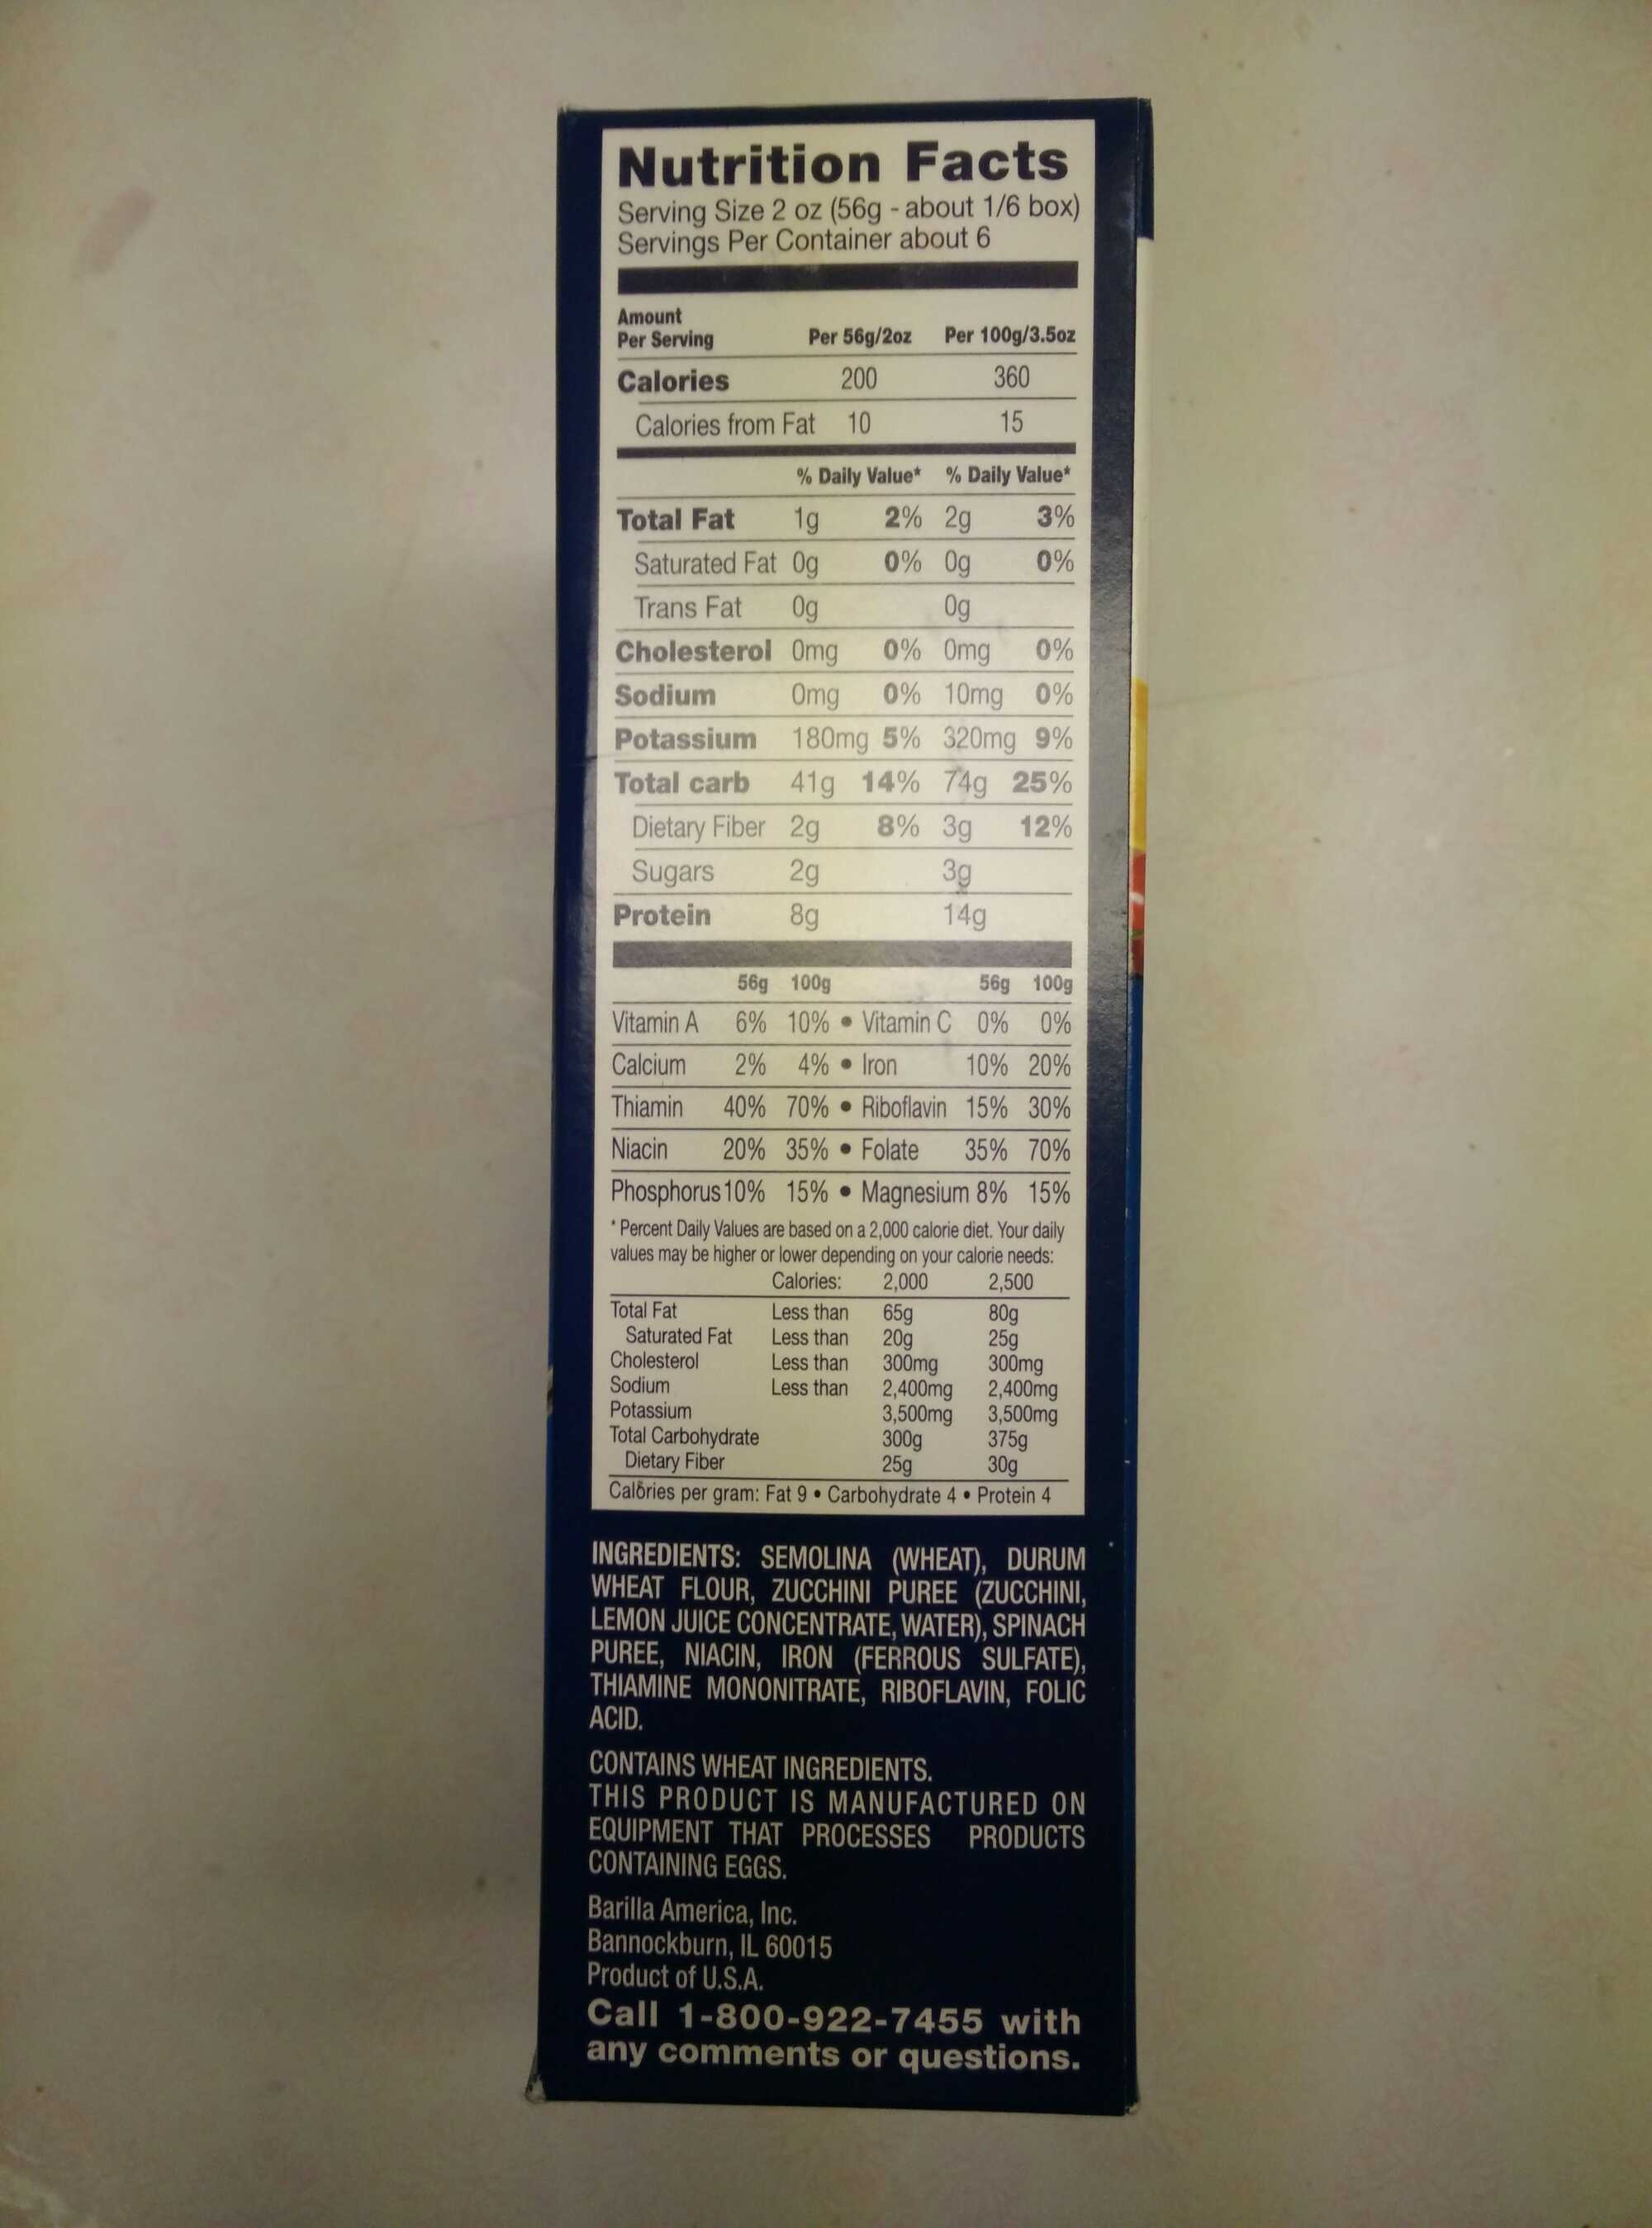 Nutrition Facts
Serving Size 2 oz (56g - about 1/6 box)
Servings Per Container about 6
Amount
Per Serving Per 56g/2oz Per 100g/3.5oz
Calories 200 360
Calories from Fat 10 15
% Daily Value* % Daily Value*
Total Fat 1g 2% 2g 3%
Saturated Fat 0g 0% 0g 0%
Trans Fat 0g 0g
Cholesterol 0mg 0% 0mg 0%
Sodium 0mg 0% 10mg 0%
Potassium 180mg 5% 320mg 9%
Total carb 41g 14% 74g 25%
Dietary Fiber 2g 8% 3g 12%
Sugars 2g 3g
Protein 8g 14g
56g 100g 56g 100g
Vitamin A 6% 10% • Vitamin C 0% 0%
Calcium 2% 4% • Iron 10% 20%
Thiamin 40% 70% • Riboflavin 15% 30%
Niacin 20% 35% • Folate 35% 70%
Phosphorus 10% 15% • Magnesium 8% 15%
* Percent Daily Values are based on a 2,000 calorie diet. Your daily
values may be higher or lower depending on your calorie needs:
Calories: 2,000 2,500
Total Fat Less than 65g 80g
Saturated Fat Less than 20g 25g
Cholesterol Less than 300mg 300mg
Sodium Less than 2,400mg 2,400mg
Potassium 3,500mg 3,500mg
Total Carbohydrate 300g 375g
Dietary Fiber 25g 30g
Calories per gram: Fat 9 • Carbohydrate 4 • Protein 4
INGREDIENTS: SEMOLINA (WHEAT), DURUM
WHEAT FLOUR, ZUCCHINI PUREE (ZUCCHINI,
LEMON JUICE CONCENTRATE, WATER), SPINACH
PUREE, NIACIN, IRON (FERROUS SULFATE),
THIAMINE MONONITRATE, RIBOFLAVIN, FOLIC
ACID.
CONTAINS WHEAT INGREDIENTS.
THIS PRODUCT IS MANUFACTURED ON
EQUIPMENT THAT PROCESSES PRODUCTS
CONTAINING EGGS.
Barilla America, Inc.
Bannockburn, IL 60015
Product of U.S.A.
Call 1-800-922-7455 with
any comments or questions.